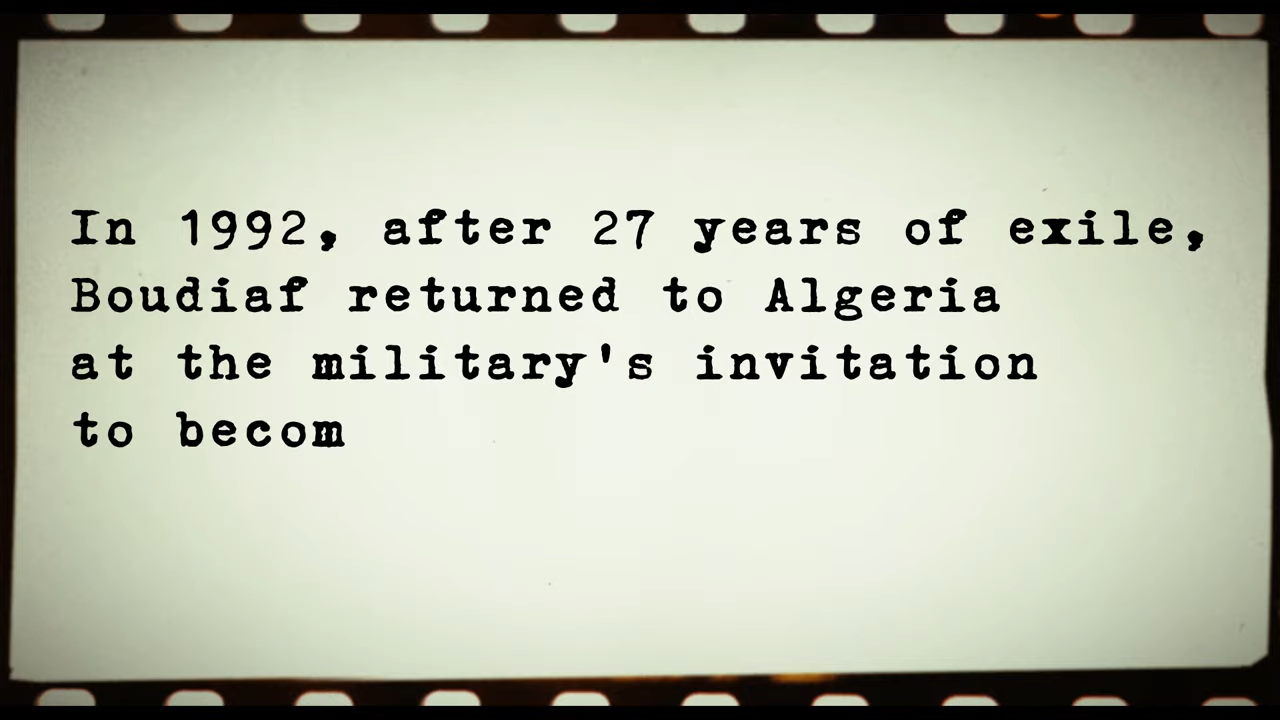 In 1992, after 27 years of exile,
Boudiaf returned to Algeria
at the military's invitation
to becom